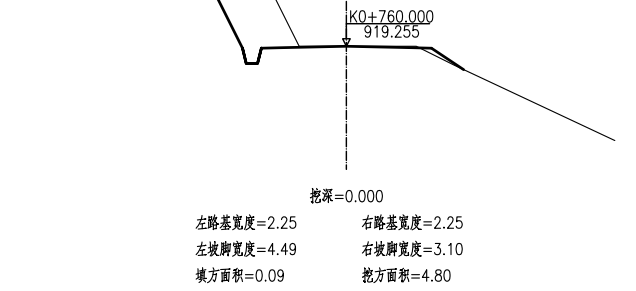 K0+760.000
919.255
挖深=0.000
左路基宽度=2.25 右路基宽度=2.25
左坡脚宽度=4.49 右坡脚宽度=3.10
填方面积=0.09 挖方面积=4.80